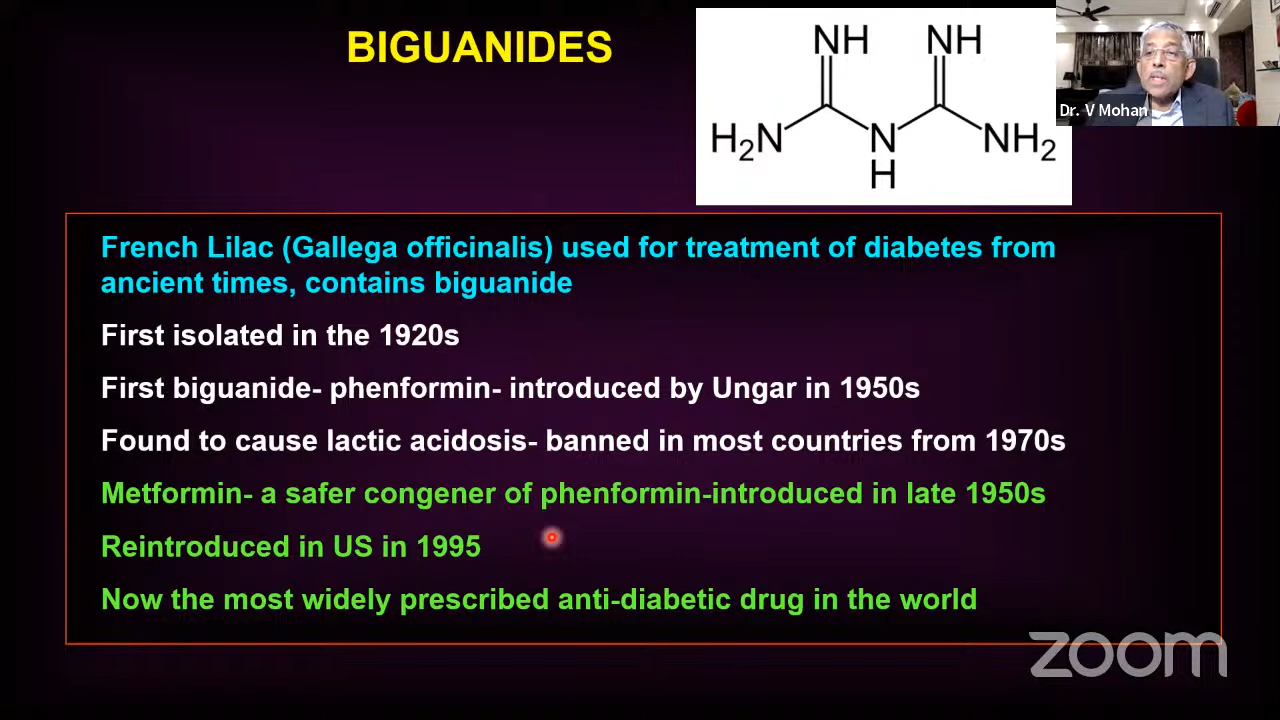 BIGUANIDES
NH NH
H2N N NH2
H
Dr. V Mohan
French Lilac (Gallega officinalis) used for treatment of diabetes from
ancient times, contains biguanide
First isolated in the 1920s
First biguanide- phenformin- introduced by Ungar in 1950s
Found to cause lactic acidosis- banned in most countries from 1970s
Metformin- a safer congener of phenformin-introduced in late 1950s
Reintroduced in US in 1995
Now the most widely prescribed anti-diabetic drug in the world
zoom